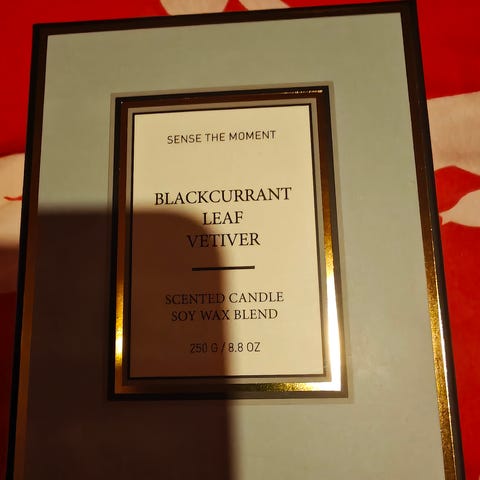 SENSE THE MOMENT
BLACKCURRANT
LEAF
VETIVER
SCENTED CANDLE
SOY WAX BLEND
250 G / 8.8 OZ